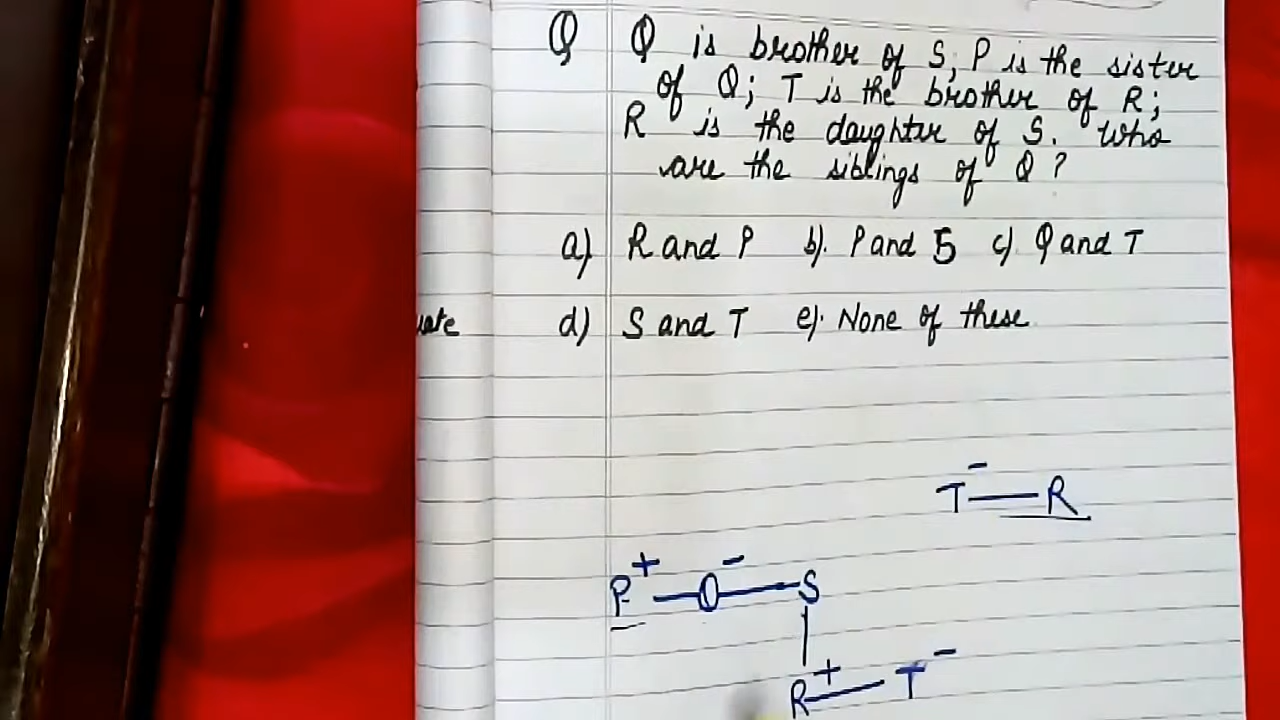 Q Q is brother of S; P is the sister
of Q; T is the brother of R;
R is the daughter of S. Who
are the siblings of Q?
a). R and P b). P and 5 c). Q and T
d) S and T e). None of these
T - R
P + Q - S
R + T -